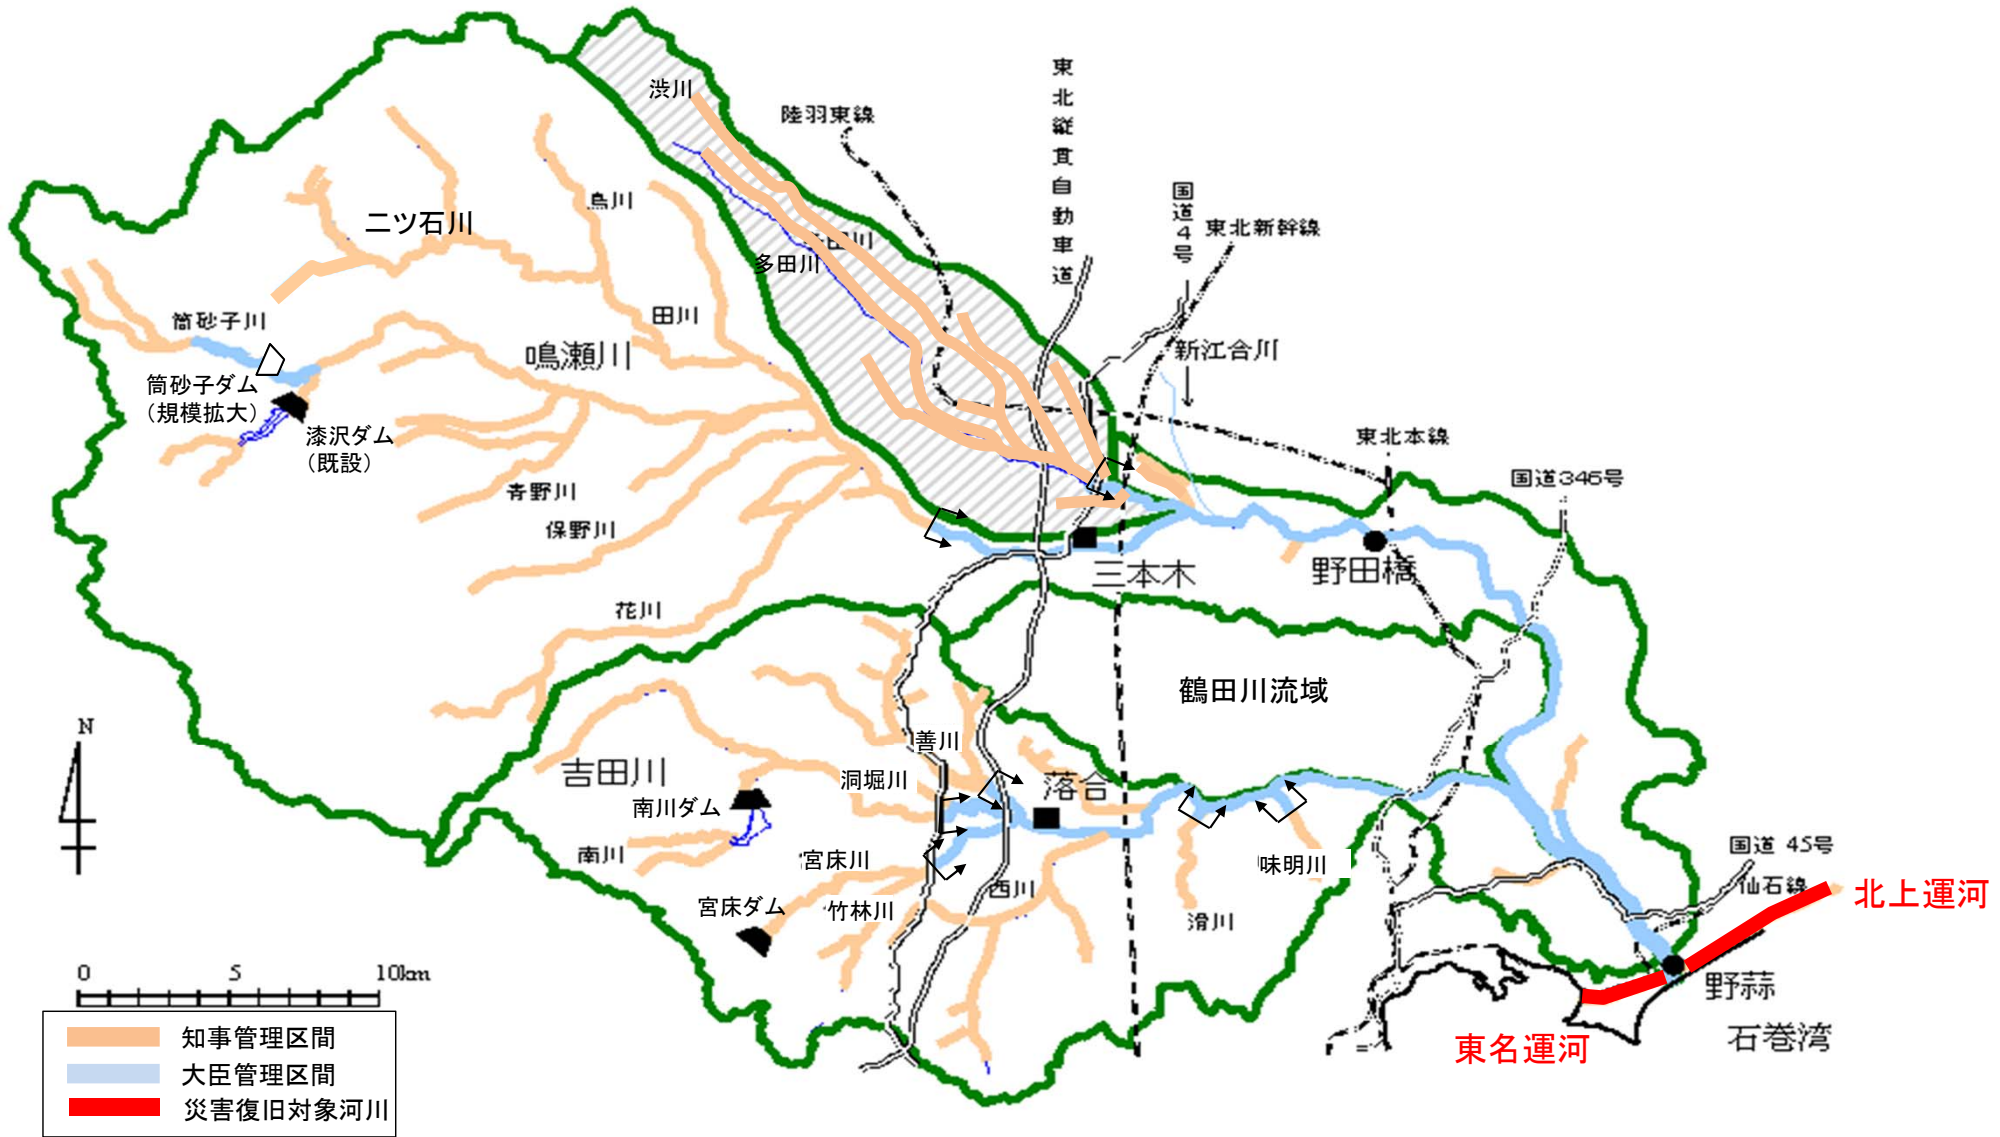 渋川
陸羽東線
東北縦貫自動車道
国道4号
東北新幹線
二ツ石川
鳥川
多田川
筒砂子川
田川
鳴瀬川
新江合川
筒砂子ダム
(規模拡大)
漆沢ダム
(既設)
東北本線
国道346号
青野川
保野川
三本木
野田橋
花川
鶴田川流域
N
善川
吉田川
洞堀川
落合
南川ダム
南川
宮床川
西川
味明川
国道 45号
仙石線
北上運河
宮床ダム
竹林川
滑川
0 5 10km
野蒜
石巻湾
東名運河
知事管理区間
大臣管理区間
災害復旧対象河川